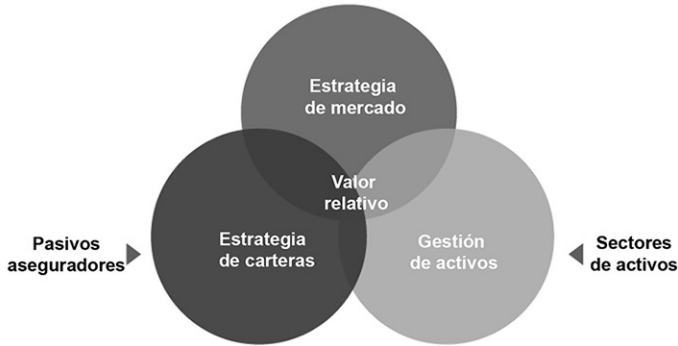 Estrategia
de mercado
Valor
relativo
Pasivos
aseguradores
Estrategia
de carteras
Gestión
de activos
Sectores
de activos